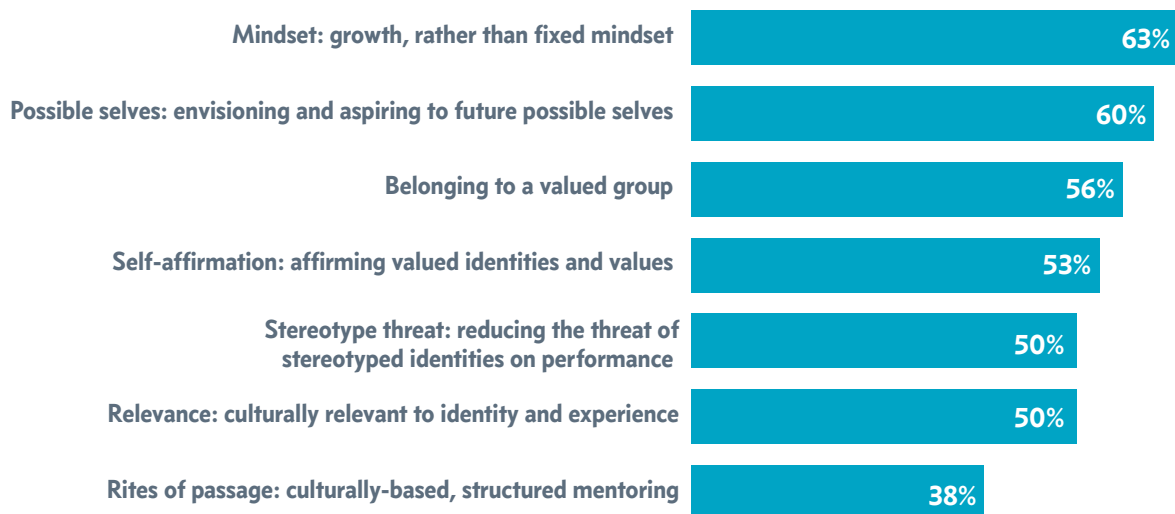 Mindset: growth, rather than fixed mindset 63%
Possible selves: envisioning and aspiring to future possible selves 60%
Belonging to a valued group 56%
Self-affirmation: affirming valued identities and values 53%
Stereotype threat: reducing the threat of
stereotyped identities on performance 50%
Relevance: culturally relevant to identity and experience 50%
Rites of passage: culturally-based, structured mentoring 38%